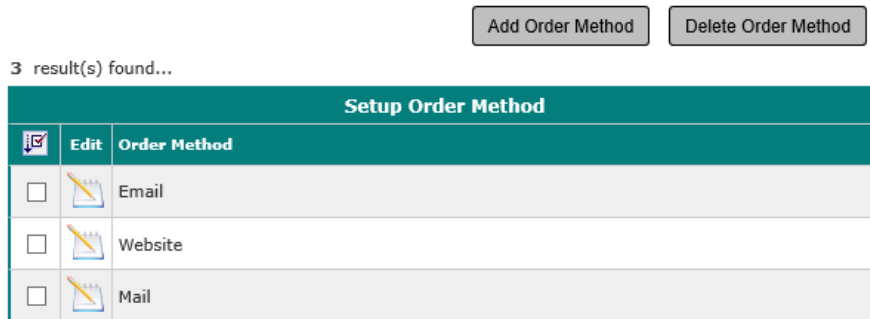 Add Order Method Delete Order Method
3 result(s) found...
Setup Order Method
Edit Order Method
Email
Website
Mail